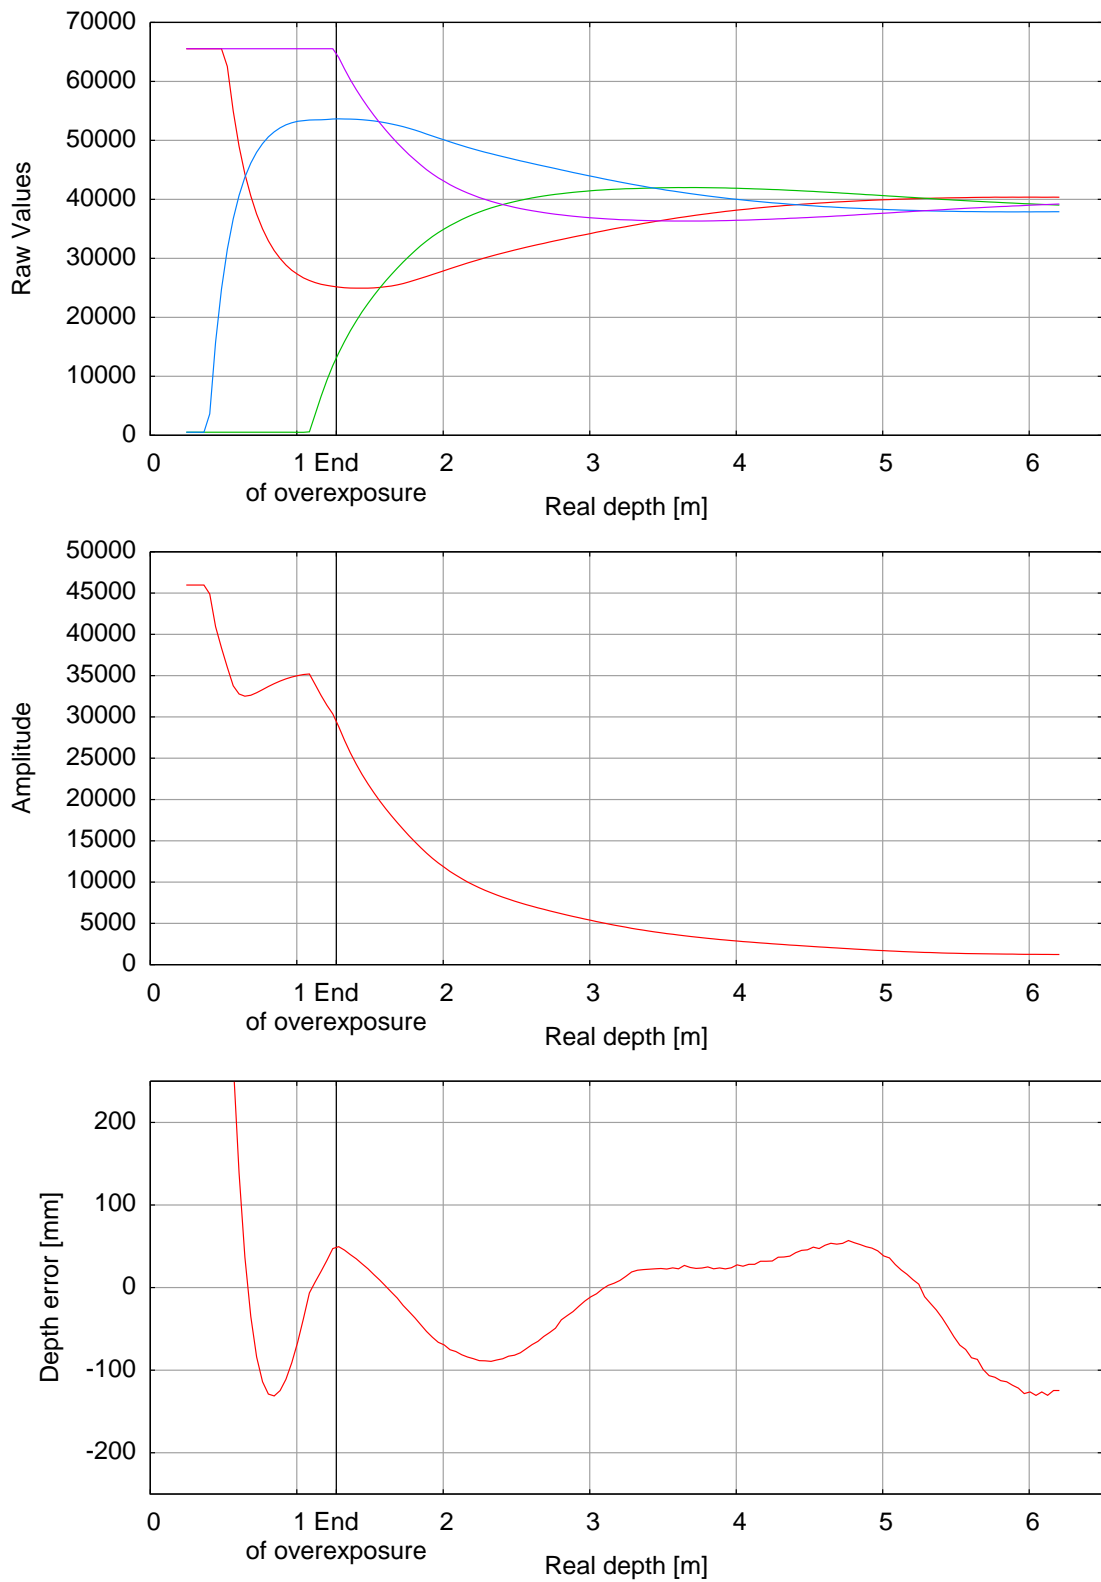 70000
60000
50000
40000
30000
20000
10000
0
Raw Values
0 1 End 2 3 4 5 6
of overexposure
Real depth [m]
50000
45000
40000
35000
30000
25000
20000
15000
10000
5000
0
Amplitude
0 1 End 2 3 4 5 6
of overexposure
Real depth [m]
200
100
0
-100
-200
Depth error [mm]
0 1 End 2 3 4 5 6
of overexposure
Real depth [m]